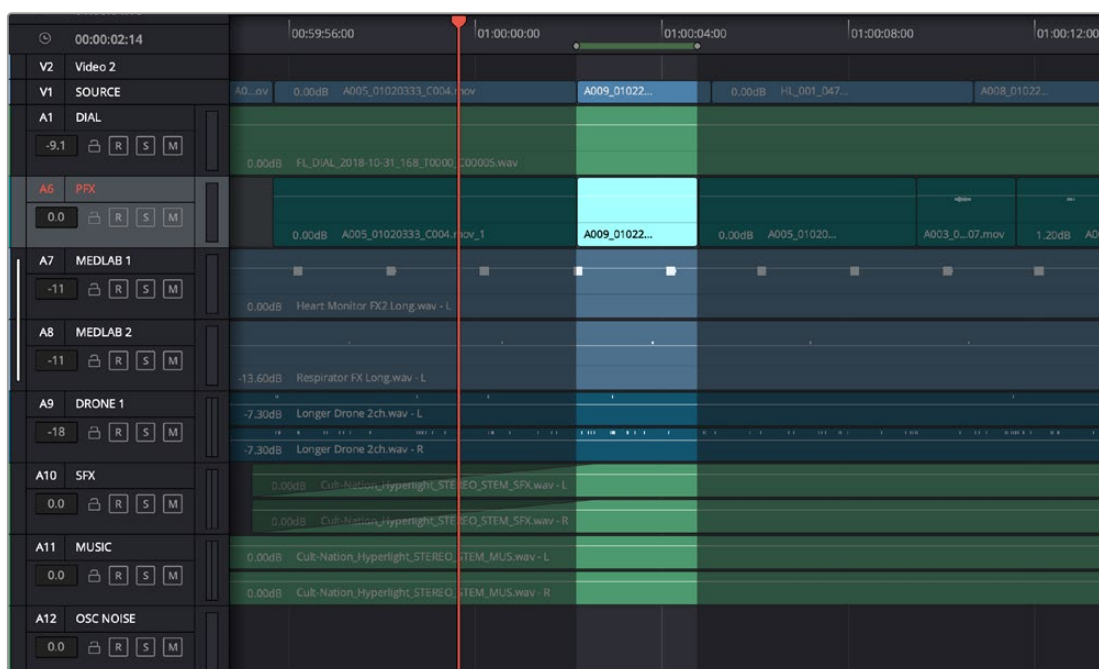 00:00:02:14
00:59:56:00 01:00:00:00 01:00:04:00 01:00:08:00 01:00:12:00
V2 Video 2
V1 SOURCE A0...ov 0.00dB A005_01020333_C004.mov A009_01022... 0.00dB HL_001_047... A008_01022...
A1 DIAL
-9.1 R S M
0.00dB FL_DIAL_2018-10-31_168_T0000_C00005.wav
A6 PFX
0.0 R S M
0.00dB A005_01020333_C004.mov_1 A009_01022... 0.00dB A005_01020... A003_0...07.mov 1.20dB A0
A7 MEDLAB 1
-11 R S M
0.00dB Heart Monitor FX2 Long.wav - L
A8 MEDLAB 2
-11 R S M
-13.60dB Respirator FX Long.wav - L
A9 DRONE 1
-7.30dB Longer Drone 2ch.wav - L
-18 R S M
-7.30dB Longer Drone 2ch.wav - R
A10 SFX
0.00dB Cult-Nation_Hyperlight_STEREO_STEM_SFX.wav - L
0.0 R S M
0.00dB Cult-Nation_Hyperlight_STEREO_STEM_SFX.wav - R
A11 MUSIC
0.00dB Cult-Nation_Hyperlight_STEREO_STEM_MUS.wav - L
0.0 R S M
0.00dB Cult-Nation_Hyperlight_STEREO_STEM_MUS.wav - R
A12 OSC NOISE
0.0 R S M